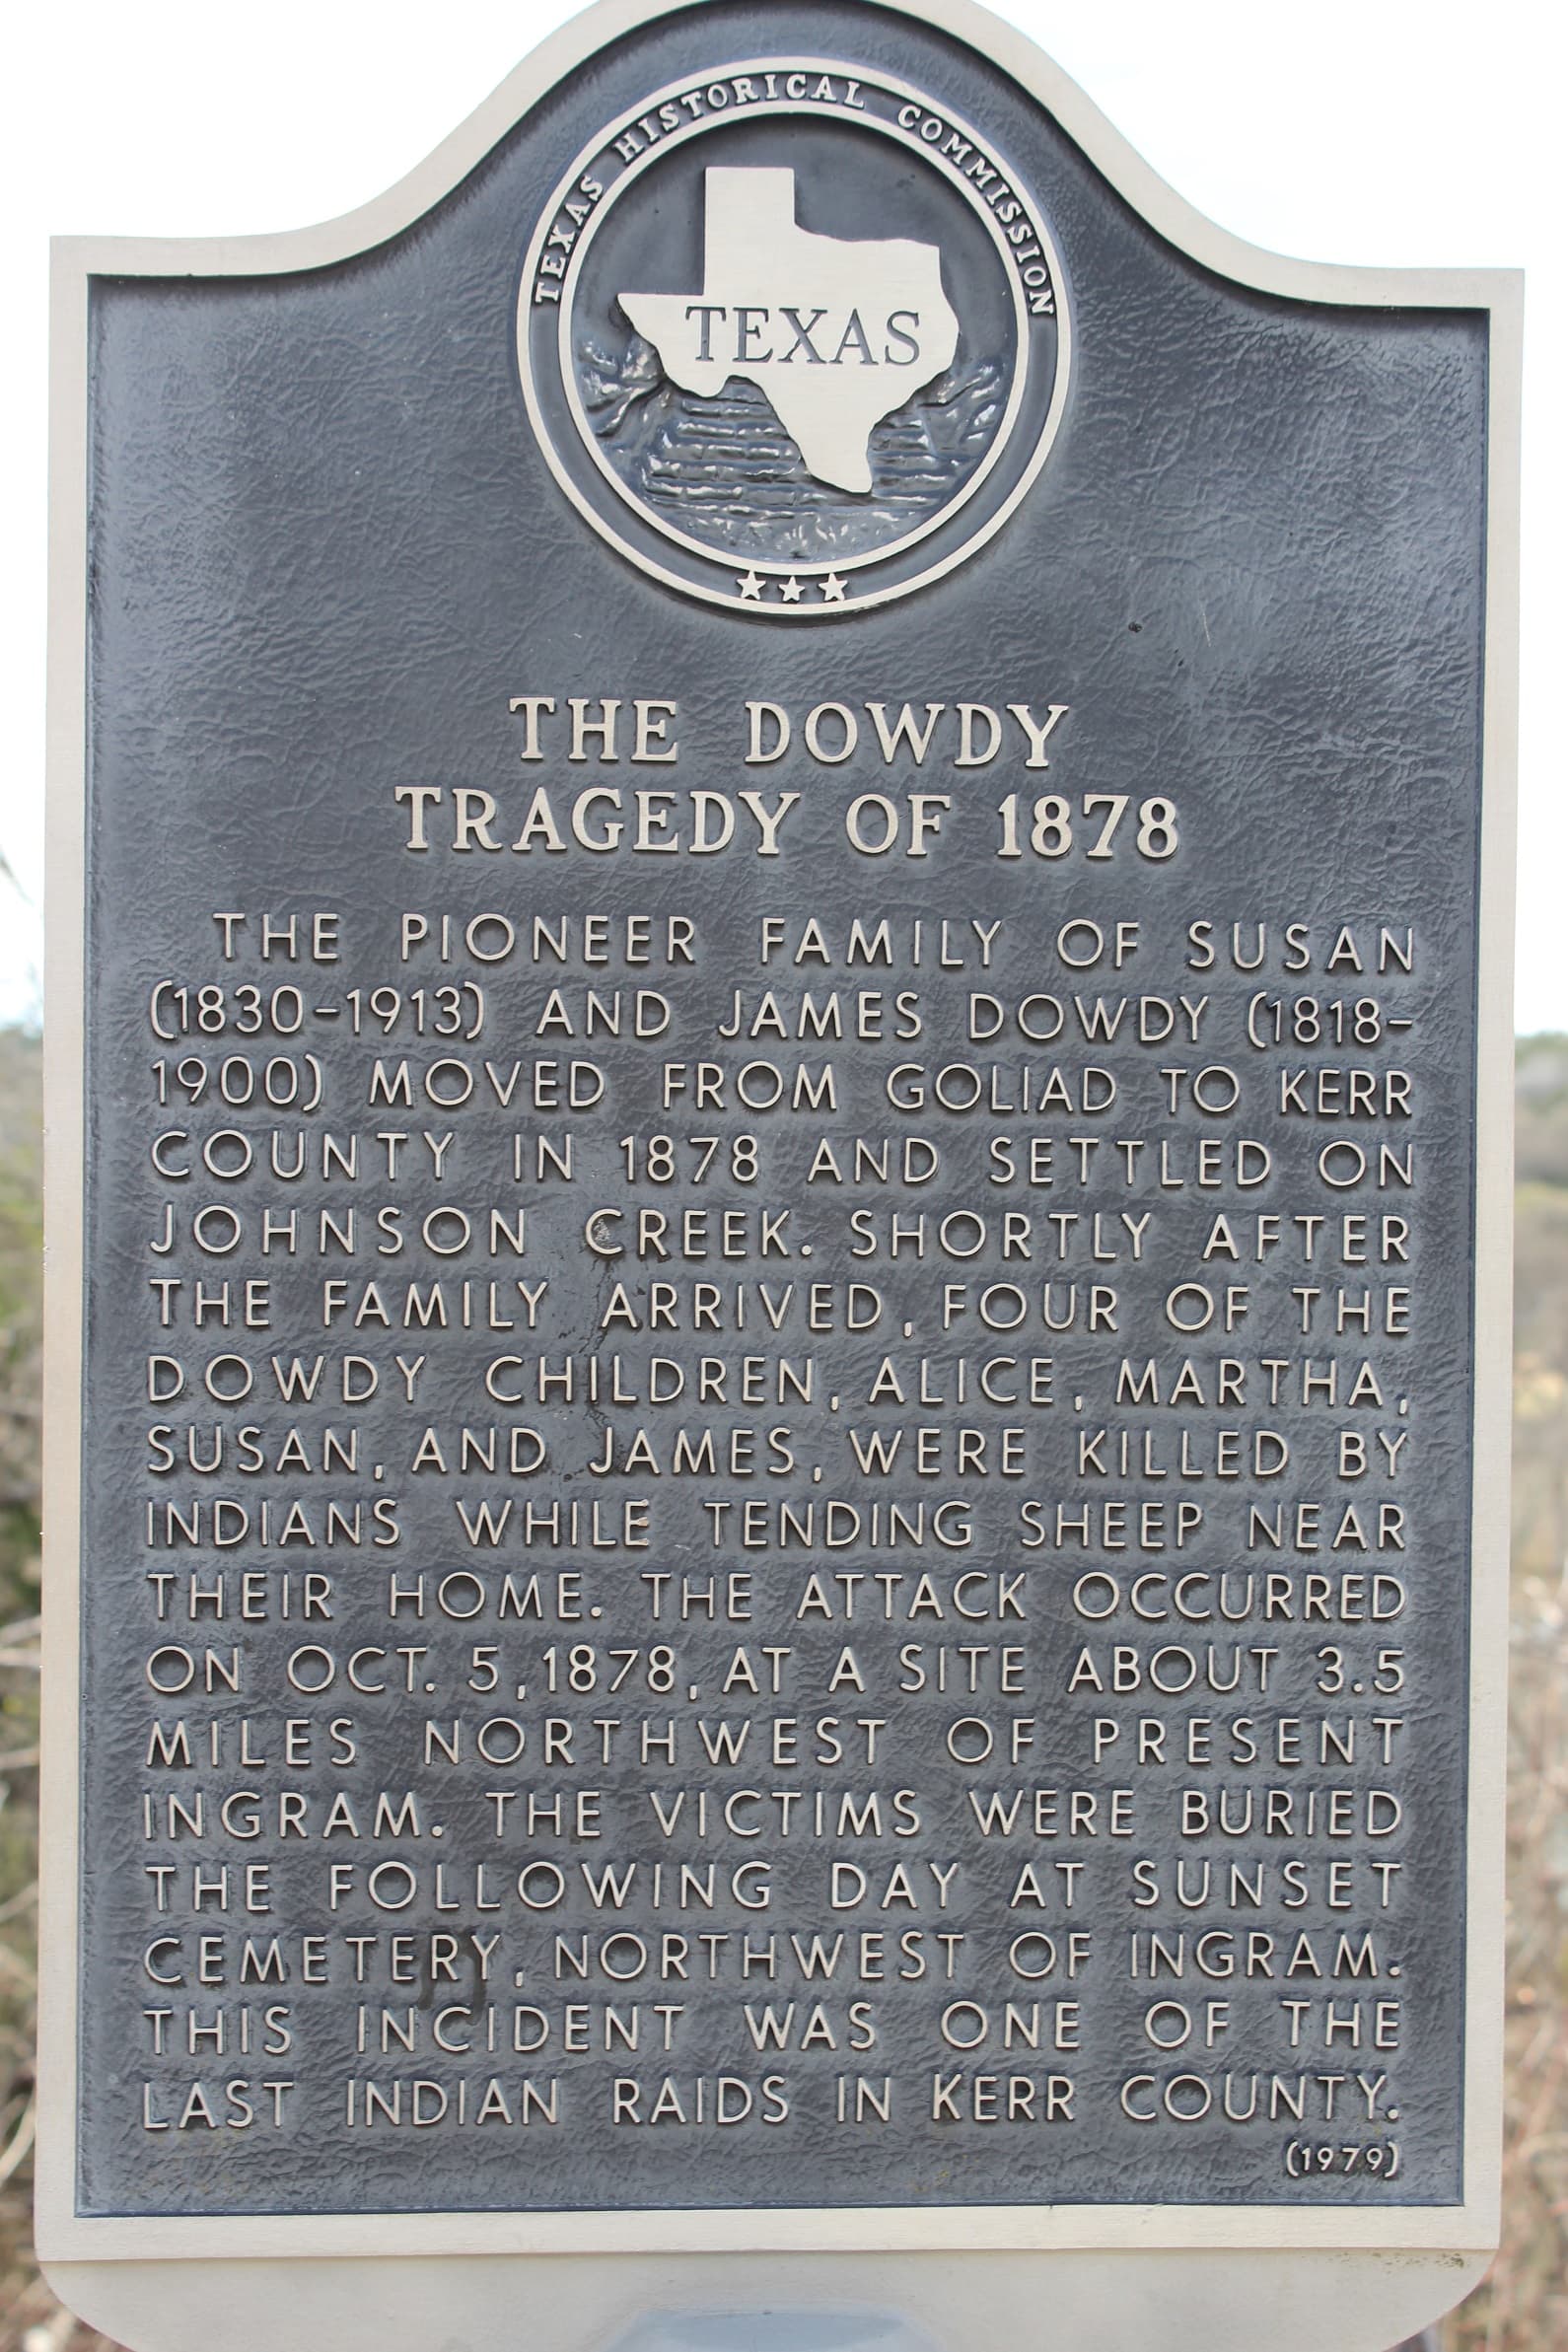 TEXAS HISTORICAL COMMISSION
TEXAS
THE DOWDY
TRAGEDY OF 1878
THE PIONEER FAMILY OF SUSAN
(1830-1913) AND JAMES DOWDY (1818-
1900) MOVED FROM GOLIAD TO KERR
COUNTY IN 1878 AND SETTLED ON
JOHNSON CREEK. SHORTLY AFTER
THE FAMILY ARRIVED, FOUR OF THE
DOWDY CHILDREN, ALICE, MARTHA,
SUSAN, AND JAMES, WERE KILLED BY
INDIANS WHILE TENDING SHEEP NEAR
THEIR HOME. THE ATTACK OCCURRED
ON OCT. 5, 1878, AT A SITE ABOUT 3.5
MILES NORTHWEST OF PRESENT
INGRAM. THE VICTIMS WERE BURIED
THE FOLLOWING DAY AT SUNSET
CEMETERY, NORTHWEST OF INGRAM.
THIS INCIDENT WAS ONE OF THE
LAST INDIAN RAIDS IN KERR COUNTY.
(1979)